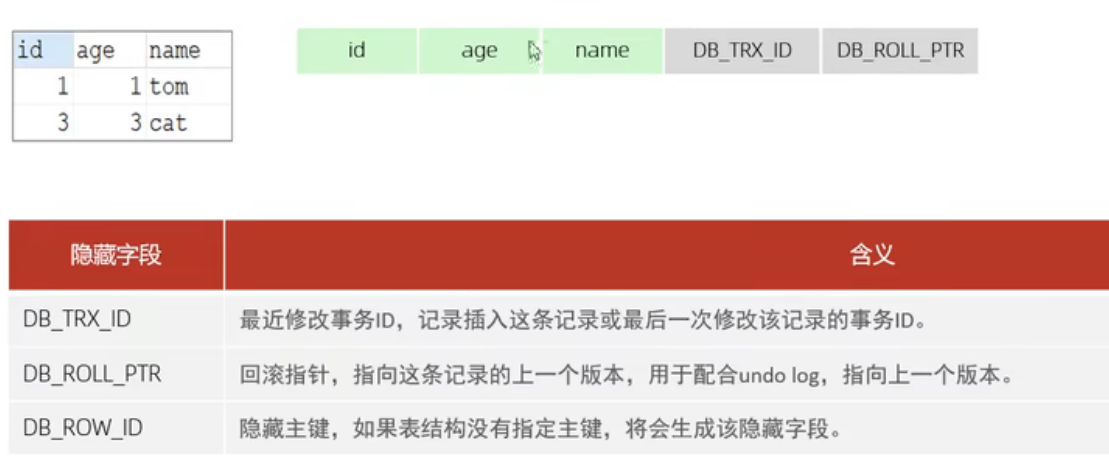 id age name
1 1 tom
3 3 cat
id age name DB_TRX_ID DB_ROLL_PTR
隐藏字段 含义
DB_TRX_ID 最近修改事务ID，记录插入这条记录或最后一次修改该记录的事务ID。
DB_ROLL_PTR 回滚指针，指向这条记录的上一个版本，用于配合undo log，指向上一个版本。
DB_ROW_ID 隐藏主键，如果表结构没有指定主键，将会生成该隐藏字段。